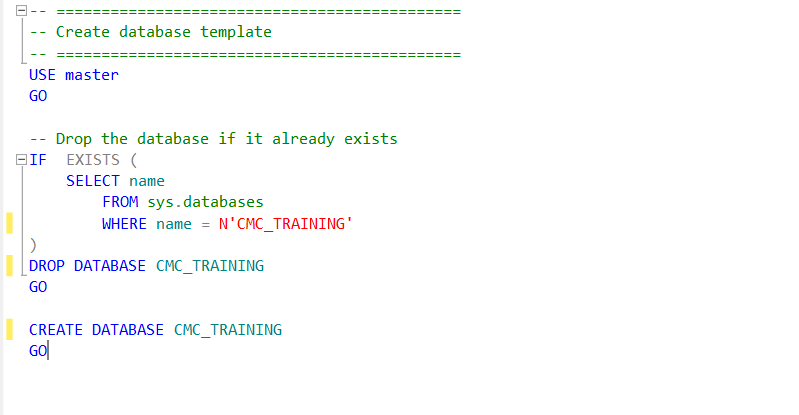 -- =============================================
-- Create database template
-- =============================================
USE master
GO

-- Drop the database if it already exists
IF  EXISTS (
    SELECT name
        FROM sys.databases
        WHERE name = N'CMC_TRAINING'
)
DROP DATABASE CMC_TRAINING
GO

CREATE DATABASE CMC_TRAINING
GO